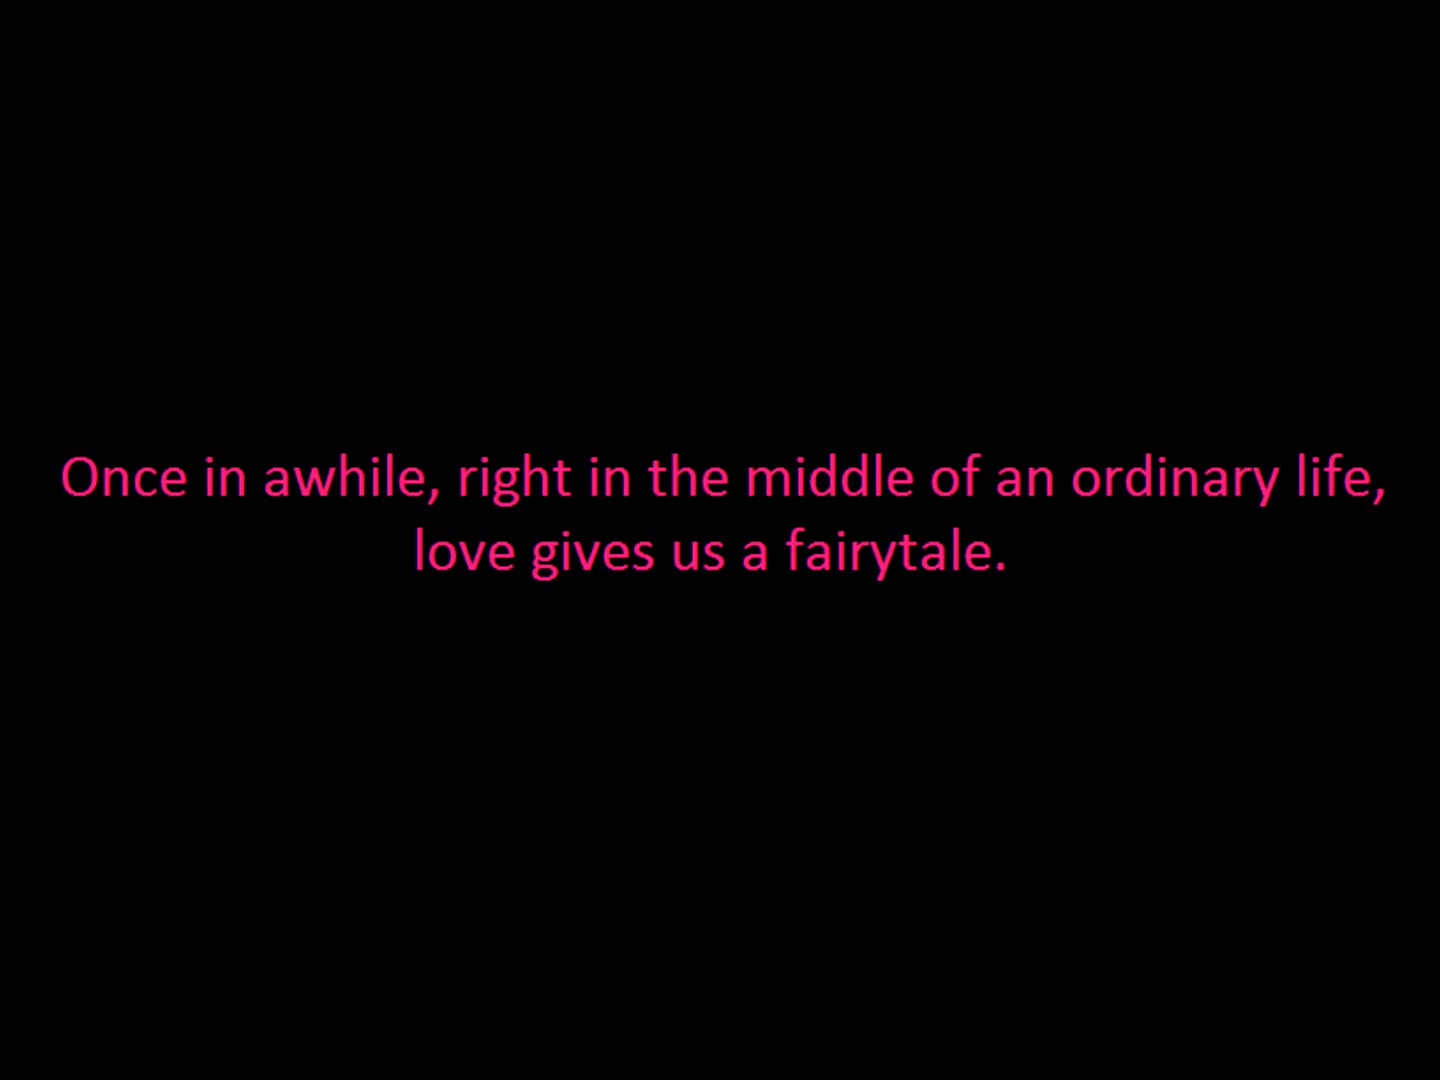 Once in awhile, right in the middle of an ordinary life,
love gives us a fairytale.